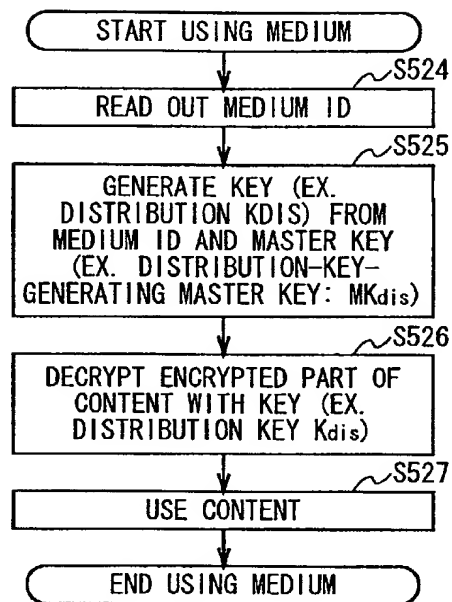 START USING MEDIUM
S524
READ OUT MEDIUM ID
S525
GENERATE KEY (EX.
DISTRIBUTION KDIS) FROM
MEDIUM ID AND MASTER KEY
(EX. DISTRIBUTION-KEY-
GENERATING MASTER KEY: MKdis)
S526
DECRYPT ENCRYPTED PART OF
CONTENT WITH KEY (EX.
DISTRIBUTION KEY Kdis)
S527
USE CONTENT
END USING MEDIUM